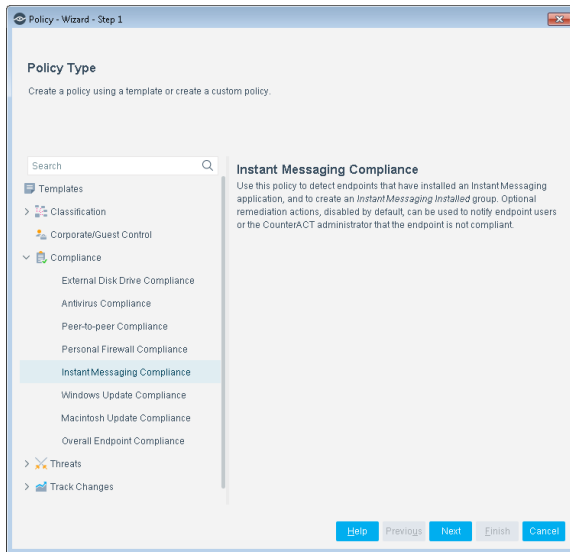 Policy - Wizard - Step 1
Policy Type
Create a policy using a template or create a custom policy.
Search
Templates
Classification
Corporate/Guest Control
Compliance
External Disk Drive Compliance
Antivirus Compliance
Peer-to-peer Compliance
Personal Firewall Compliance
Instant Messaging Compliance
Windows Update Compliance
Macintosh Update Compliance
Overall Endpoint Compliance
Threats
Track Changes
Instant Messaging Compliance
Use this policy to detect endpoints that have installed an Instant Messaging
application, and to create an Instant Messaging Installed group. Optional
remediation actions, disabled by default, can be used to notify endpoint users
or the CounterACT administrator that the endpoint is not compliant.
Help Previous Next Finish Cancel